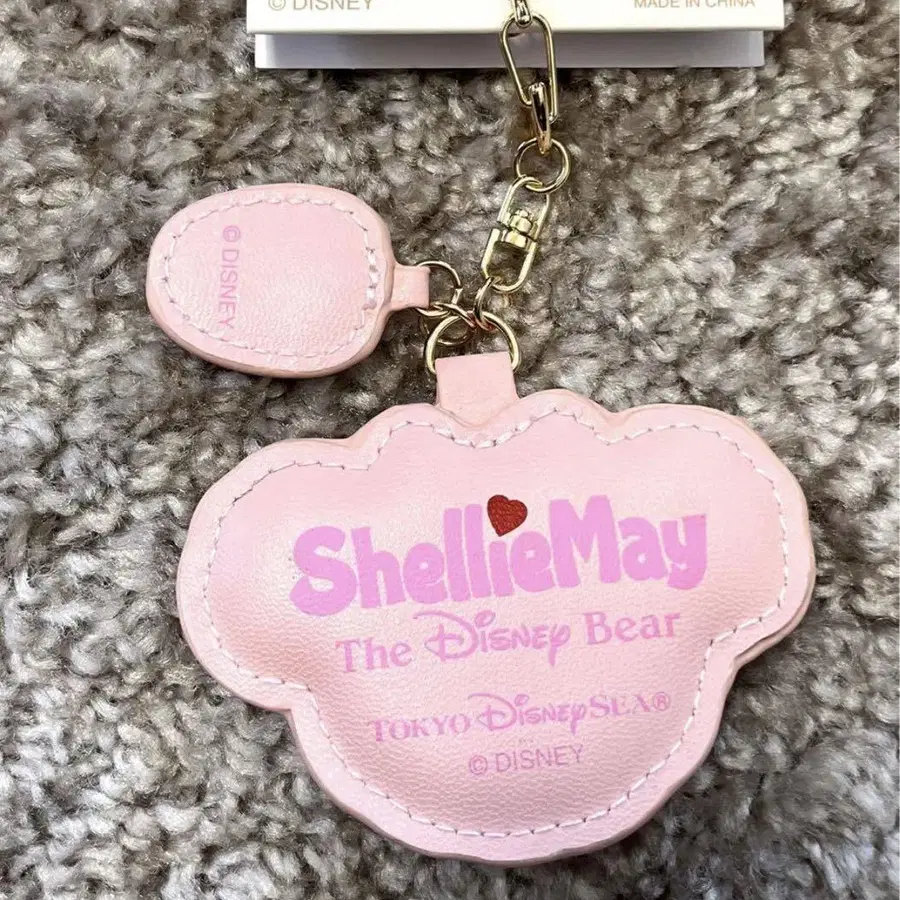 © DISNEY
MADE IN CHINA
© DISNEY
ShellieMay
The Disney Bear
TOKYO DisneySEA®
© DISNEY